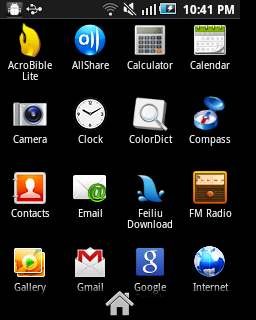 10:41 PM
AcroBible
Lite
AllShare
Calculator
Calendar
Camera
Clock
ColorDict
Compass
Contacts
Email
Feiliu
Download
FM Radio
Gallery
Gmail
Google
Internet